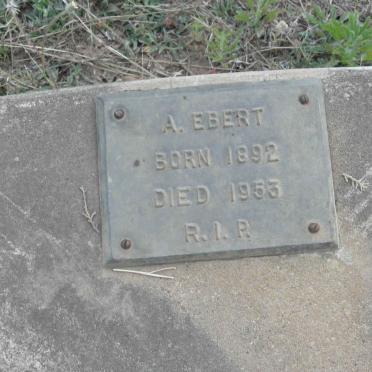 A. EBERT
BORN 1892
DIED 1953
R.I.P.